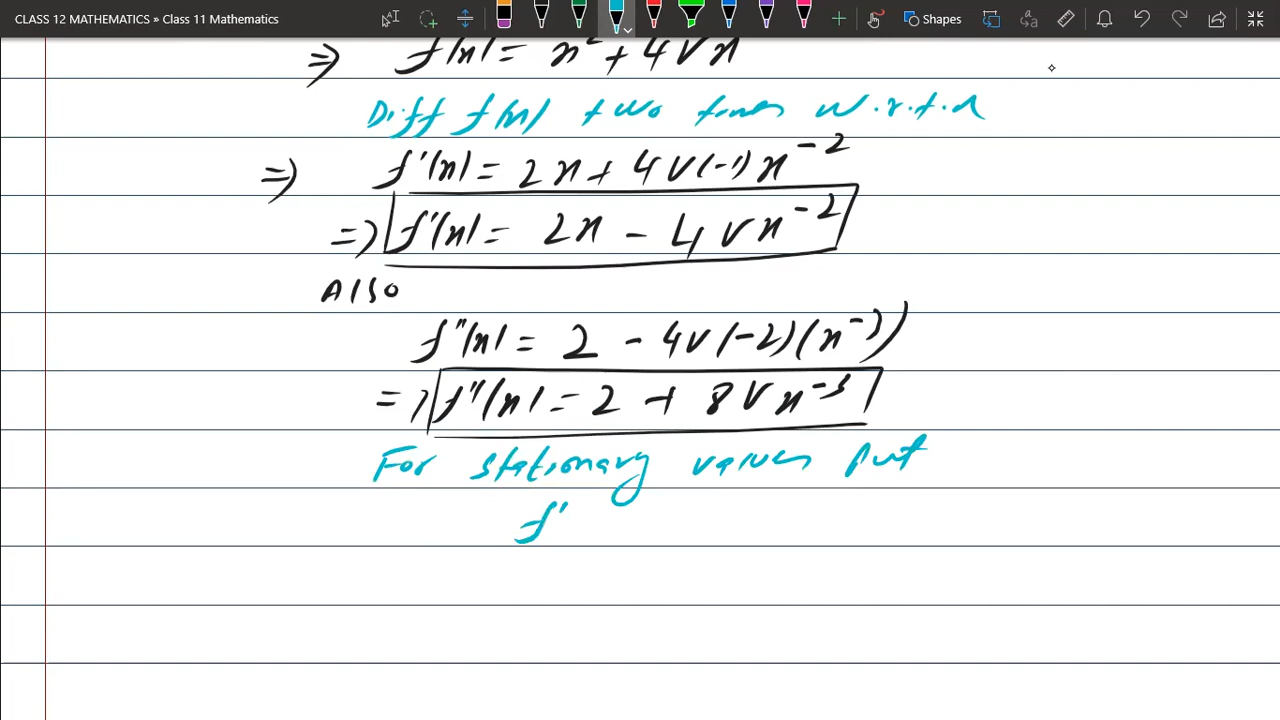 CLASS 12 MATHEMATICS » Class 11 Mathematics
Shapes
⇒ f(x) = x² + 4Vx
Diff f(x) two times w.r.t.x
⇒ f'(x) = 2x + 4V(-1)x⁻²
⇒ f'(x) = 2x - 4Vx⁻²
Also
f''(x) = 2 - 4V(-2)(x⁻³)
⇒ f''(x) = 2 + 8Vx⁻³
For stationary values put
f'